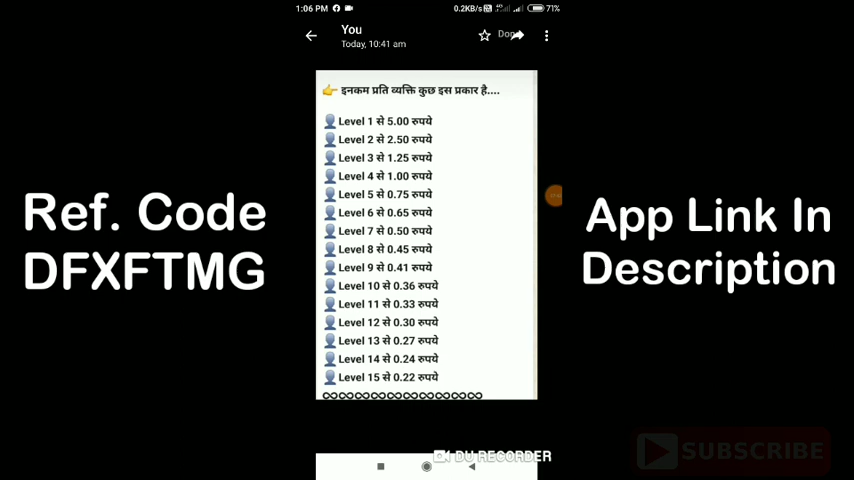 1:06 PM
0.2KB/s
71%
You
Today, 10:41 am
👉 इनकम प्रति व्यक्ति कुछ इस प्रकार है....
👤Level 1 से 5.00 रुपये
👤Level 2 से 2.50 रुपये
👤Level 3 से 1.25 रुपये
👤Level 4 से 1.00 रुपये
👤Level 5 से 0.75 रुपये
👤Level 6 से 0.65 रुपये
👤Level 7 से 0.50 रुपये
👤Level 8 से 0.45 रुपये
👤Level 9 से 0.41 रुपये
👤Level 10 से 0.36 रुपये
👤Level 11 से 0.33 रुपये
👤Level 12 से 0.30 रुपये
👤Level 13 से 0.27 रुपये
👤Level 14 से 0.24 रुपये
👤Level 15 से 0.22 रुपये
Ref. Code
DFXFTMG
App Link In
Description
DU RECORDER
SUBSCRIBE